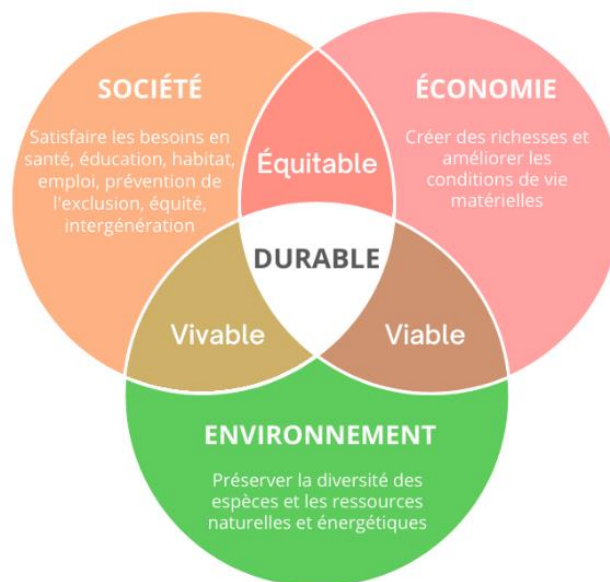 SOCIÉTÉ
Satisfaire les besoins en
santé, éducation, habitat,
emploi, prévention de
l'exclusion, équité,
intergénération
ÉCONOMIE
Créer des richesses et
améliorer les
conditions de vie
matérielles
Équitable
DURABLE
Vivable
Viable
ENVIRONNEMENT
Préserver la diversité des
espèces et les ressources
naturelles et énergétiques